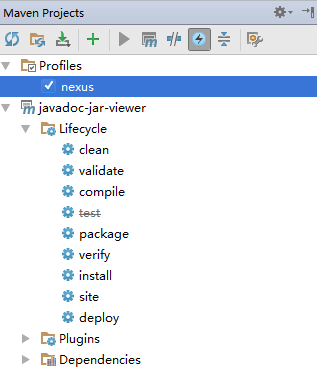 Maven Projects
Profiles
nexus
javadoc-jar-viewer
Lifecycle
clean
validate
compile
test
package
verify
install
site
deploy
Plugins
Dependencies